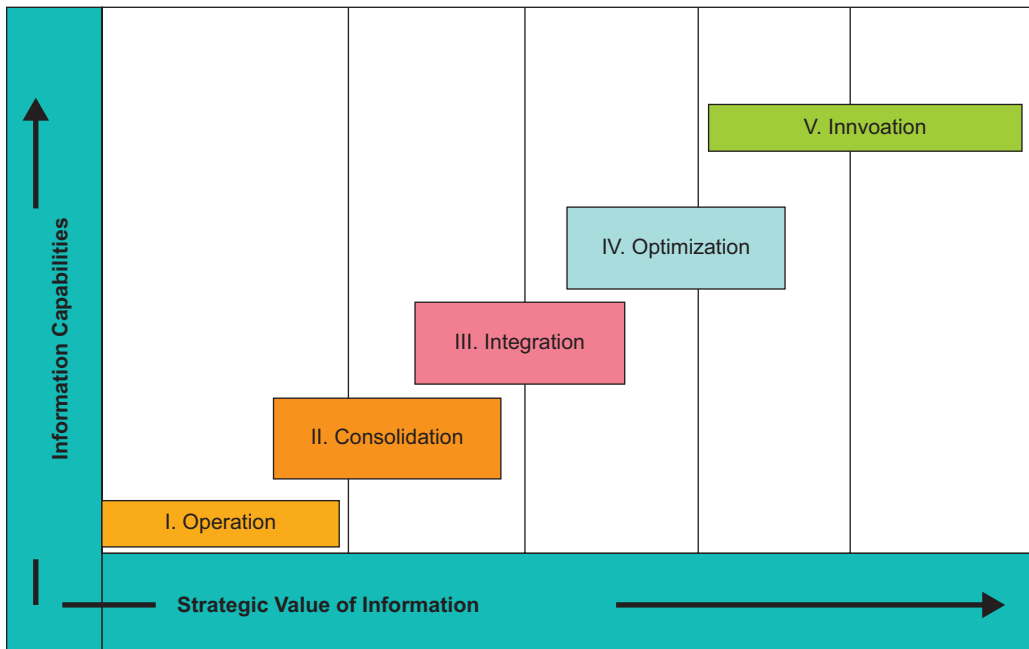 V. Innvoation
IV. Optimization
III. Integration
II. Consolidation
I. Operation
Information Capabilities
Strategic Value of Information